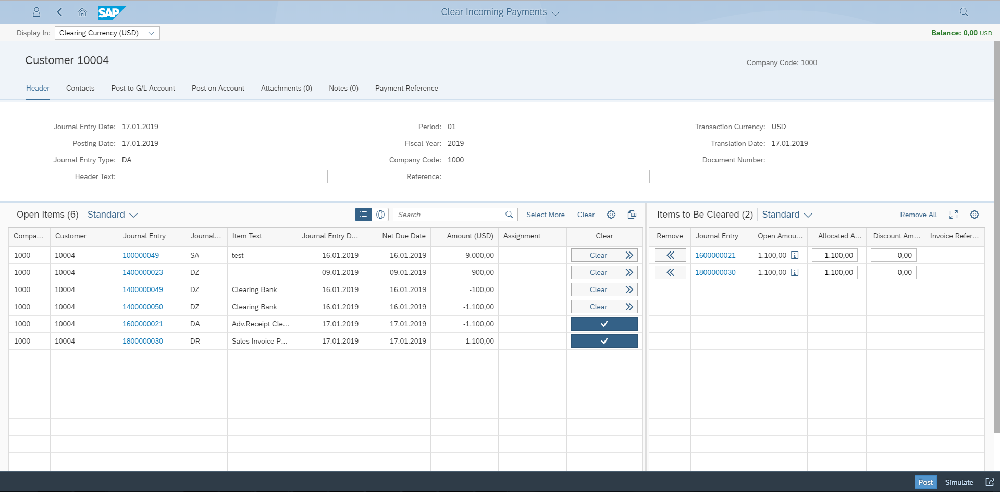 SAP
Clear Incoming Payments
Display In: Clearing Currency (USD)
Balance: 0,00 USD
Customer 10004
Company Code: 1000
Header Contacts Post to G/L Account Post on Account Attachments (0) Notes (0) Payment Reference
Journal Entry Date: 17.01.2019 Period: 01 Transaction Currency: USD
Posting Date: 17.01.2019 Fiscal Year: 2019 Translation Date: 17.01.2019
Journal Entry Type: DA Company Code: 1000 Document Number:
Header Text: Reference:
Open Items (6) Standard Search Select More Clear
Compa... Customer Journal Entry Journal... Item Text Journal Entry D... Net Due Date Amount (USD) Assignment Clear
1000 10004 100000049 SA test 16.01.2019 16.01.2019 -9.000,00 Clear
1000 10004 1400000023 DZ 09.01.2019 09.01.2019 900,00 Clear
1000 10004 1400000049 DZ Clearing Bank 16.01.2019 16.01.2019 -100,00 Clear
1000 10004 1400000050 DZ Clearing Bank 16.01.2019 16.01.2019 -1.100,00 Clear
1000 10004 1600000021 DA Adv.Receipt Cle... 17.01.2019 17.01.2019 -1.100,00
1000 10004 1800000030 DR Sales Invoice P... 17.01.2019 17.01.2019 1.100,00
Items to Be Cleared (2) Standard Remove All
Remove Journal Entry Open Amou... Allocated A... Discount Am... Invoice Refer...
1600000021 -1.100,00 -1.100,00 0,00
1800000030 1.100,00 1.100,00 0,00
Post Simulate